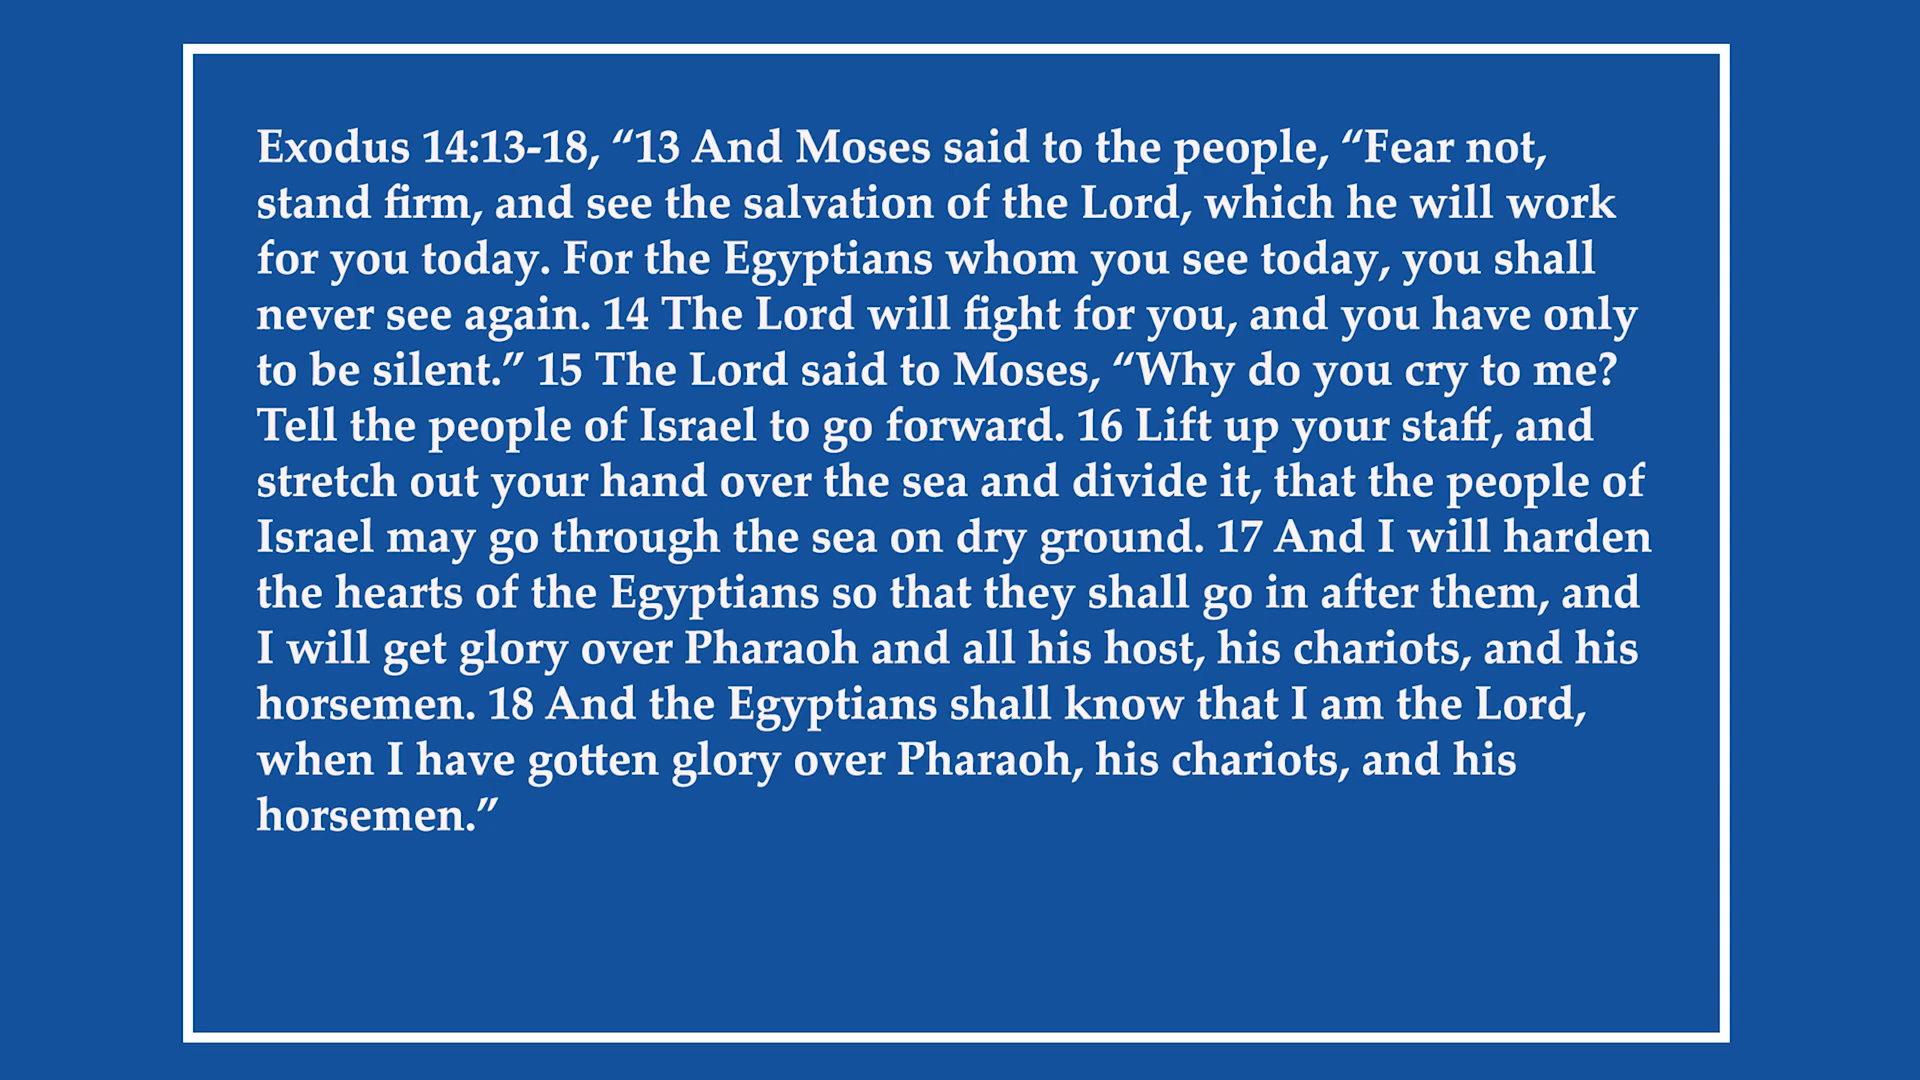 Exodus 14:13-18, “13 And Moses said to the people, “Fear not,
stand firm, and see the salvation of the Lord, which he will work
for you today. For the Egyptians whom you see today, you shall
never see again. 14 The Lord will fight for you, and you have only
to be silent.” 15 The Lord said to Moses, “Why do you cry to me?
Tell the people of Israel to go forward. 16 Lift up your staff, and
stretch out your hand over the sea and divide it, that the people of
Israel may go through the sea on dry ground. 17 And I will harden
the hearts of the Egyptians so that they shall go in after them, and
I will get glory over Pharaoh and all his host, his chariots, and his
horsemen. 18 And the Egyptians shall know that I am the Lord,
when I have gotten glory over Pharaoh, his chariots, and his
horsemen.”